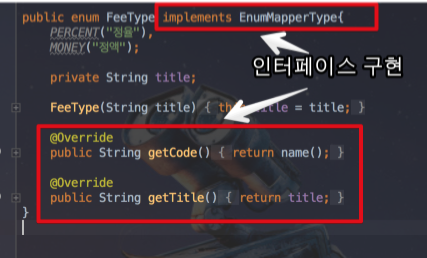 public enum FeeType implements EnumMapperType{
PERCENT("정율"),
MONEY("정액");
인터페이스 구현
private String title;
FeeType(String title) { title = title; }
@Override
public String getCode() { return name(); }
@Override
public String getTitle() { return title; }
}